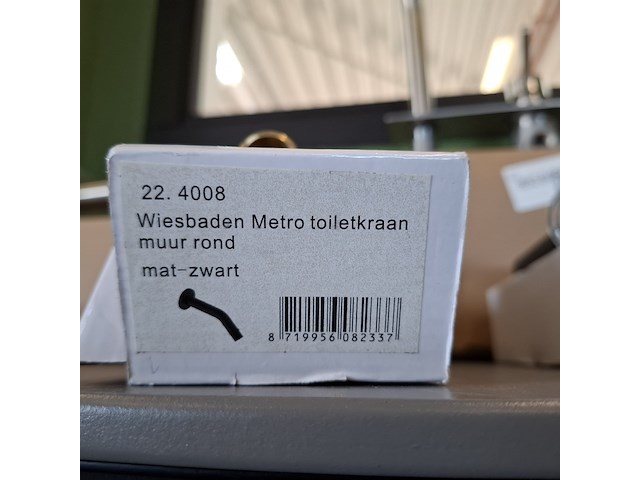 22. 4008
Wiesbaden Metro toiletkraan
muur rond
mat-zwart
8 719956 082337